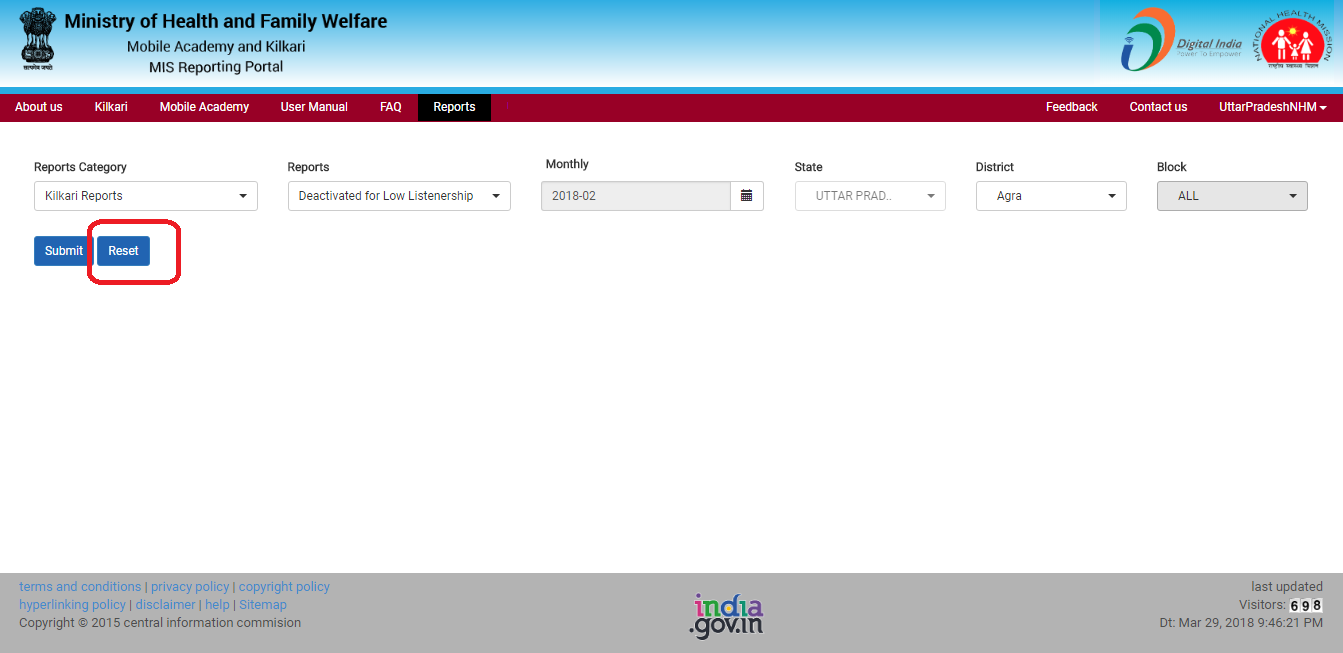 Ministry of Health and Family Welfare
Mobile Academy and Kilkari
MIS Reporting Portal
सत्यमेव जयते
Digital India
Power To Empower
NATIONAL HEALTH MISSION
राष्ट्रीय स्वास्थ्य मिशन
About us Kilkari Mobile Academy User Manual FAQ Reports Feedback Contact us UttarPradeshNHM
Reports Category Reports Monthly State District Block
Kilkari Reports Deactivated for Low Listenership 2018-02 UTTAR PRAD.. Agra ALL
Submit Reset
terms and conditions | privacy policy | copyright policy
hyperlinking policy | disclaimer | help | Sitemap
Copyright © 2015 central information commision
india
.gov.in
last updated
Visitors: 698
Dt: Mar 29, 2018 9:46:21 PM